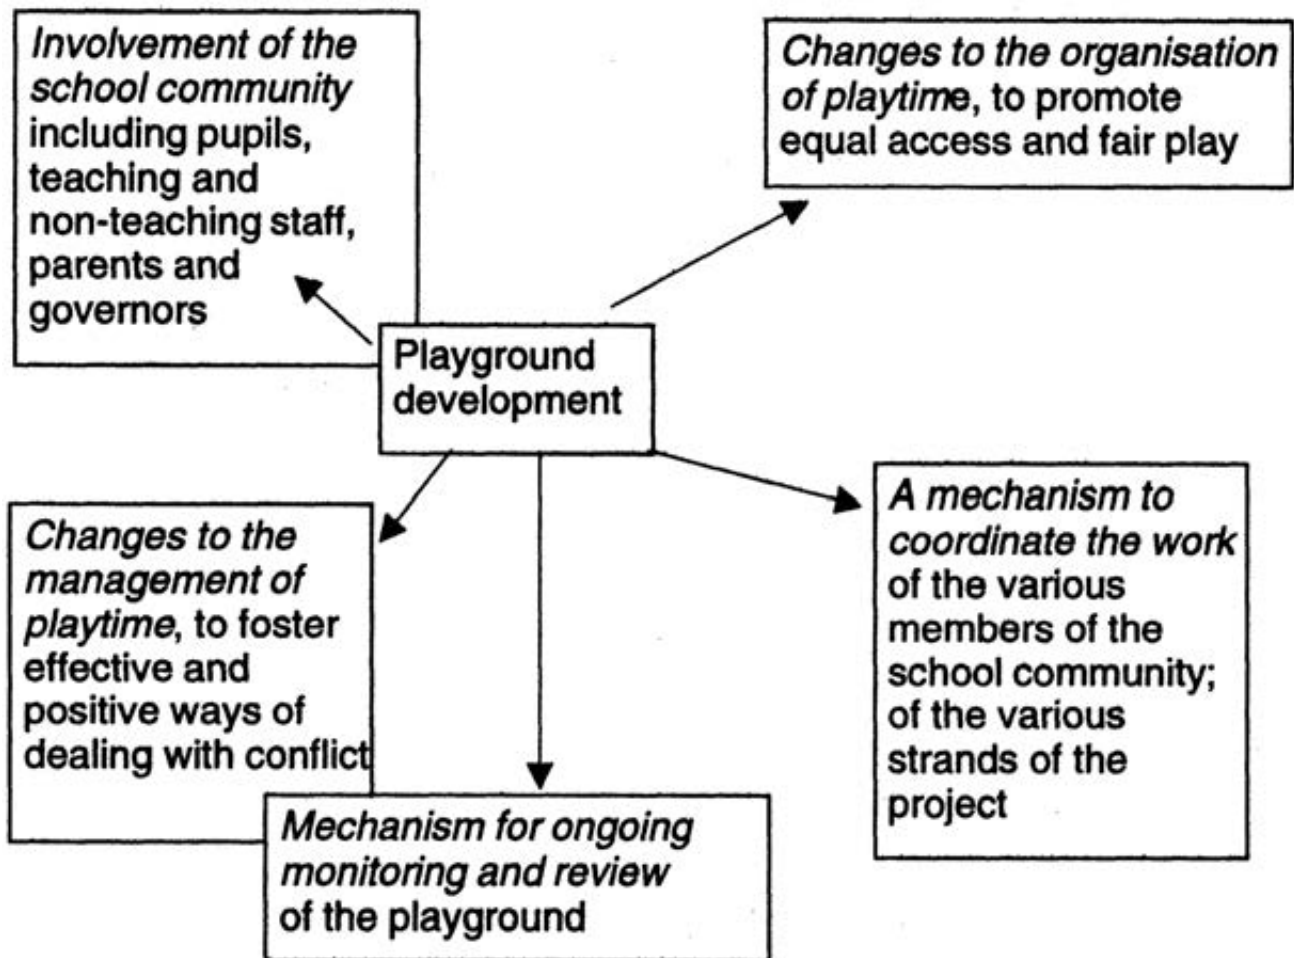 Involvement of the
school community
including pupils,
teaching and
non-teaching staff,
parents and
governors
Changes to the organisation
of playtime, to promote
equal access and fair play
Playground
development
Changes to the
management of
playtime, to foster
effective and
positive ways of
dealing with conflict
A mechanism to
coordinate the work
of the various
members of the
school community;
of the various
strands of the
project
Mechanism for ongoing
monitoring and review
of the playground